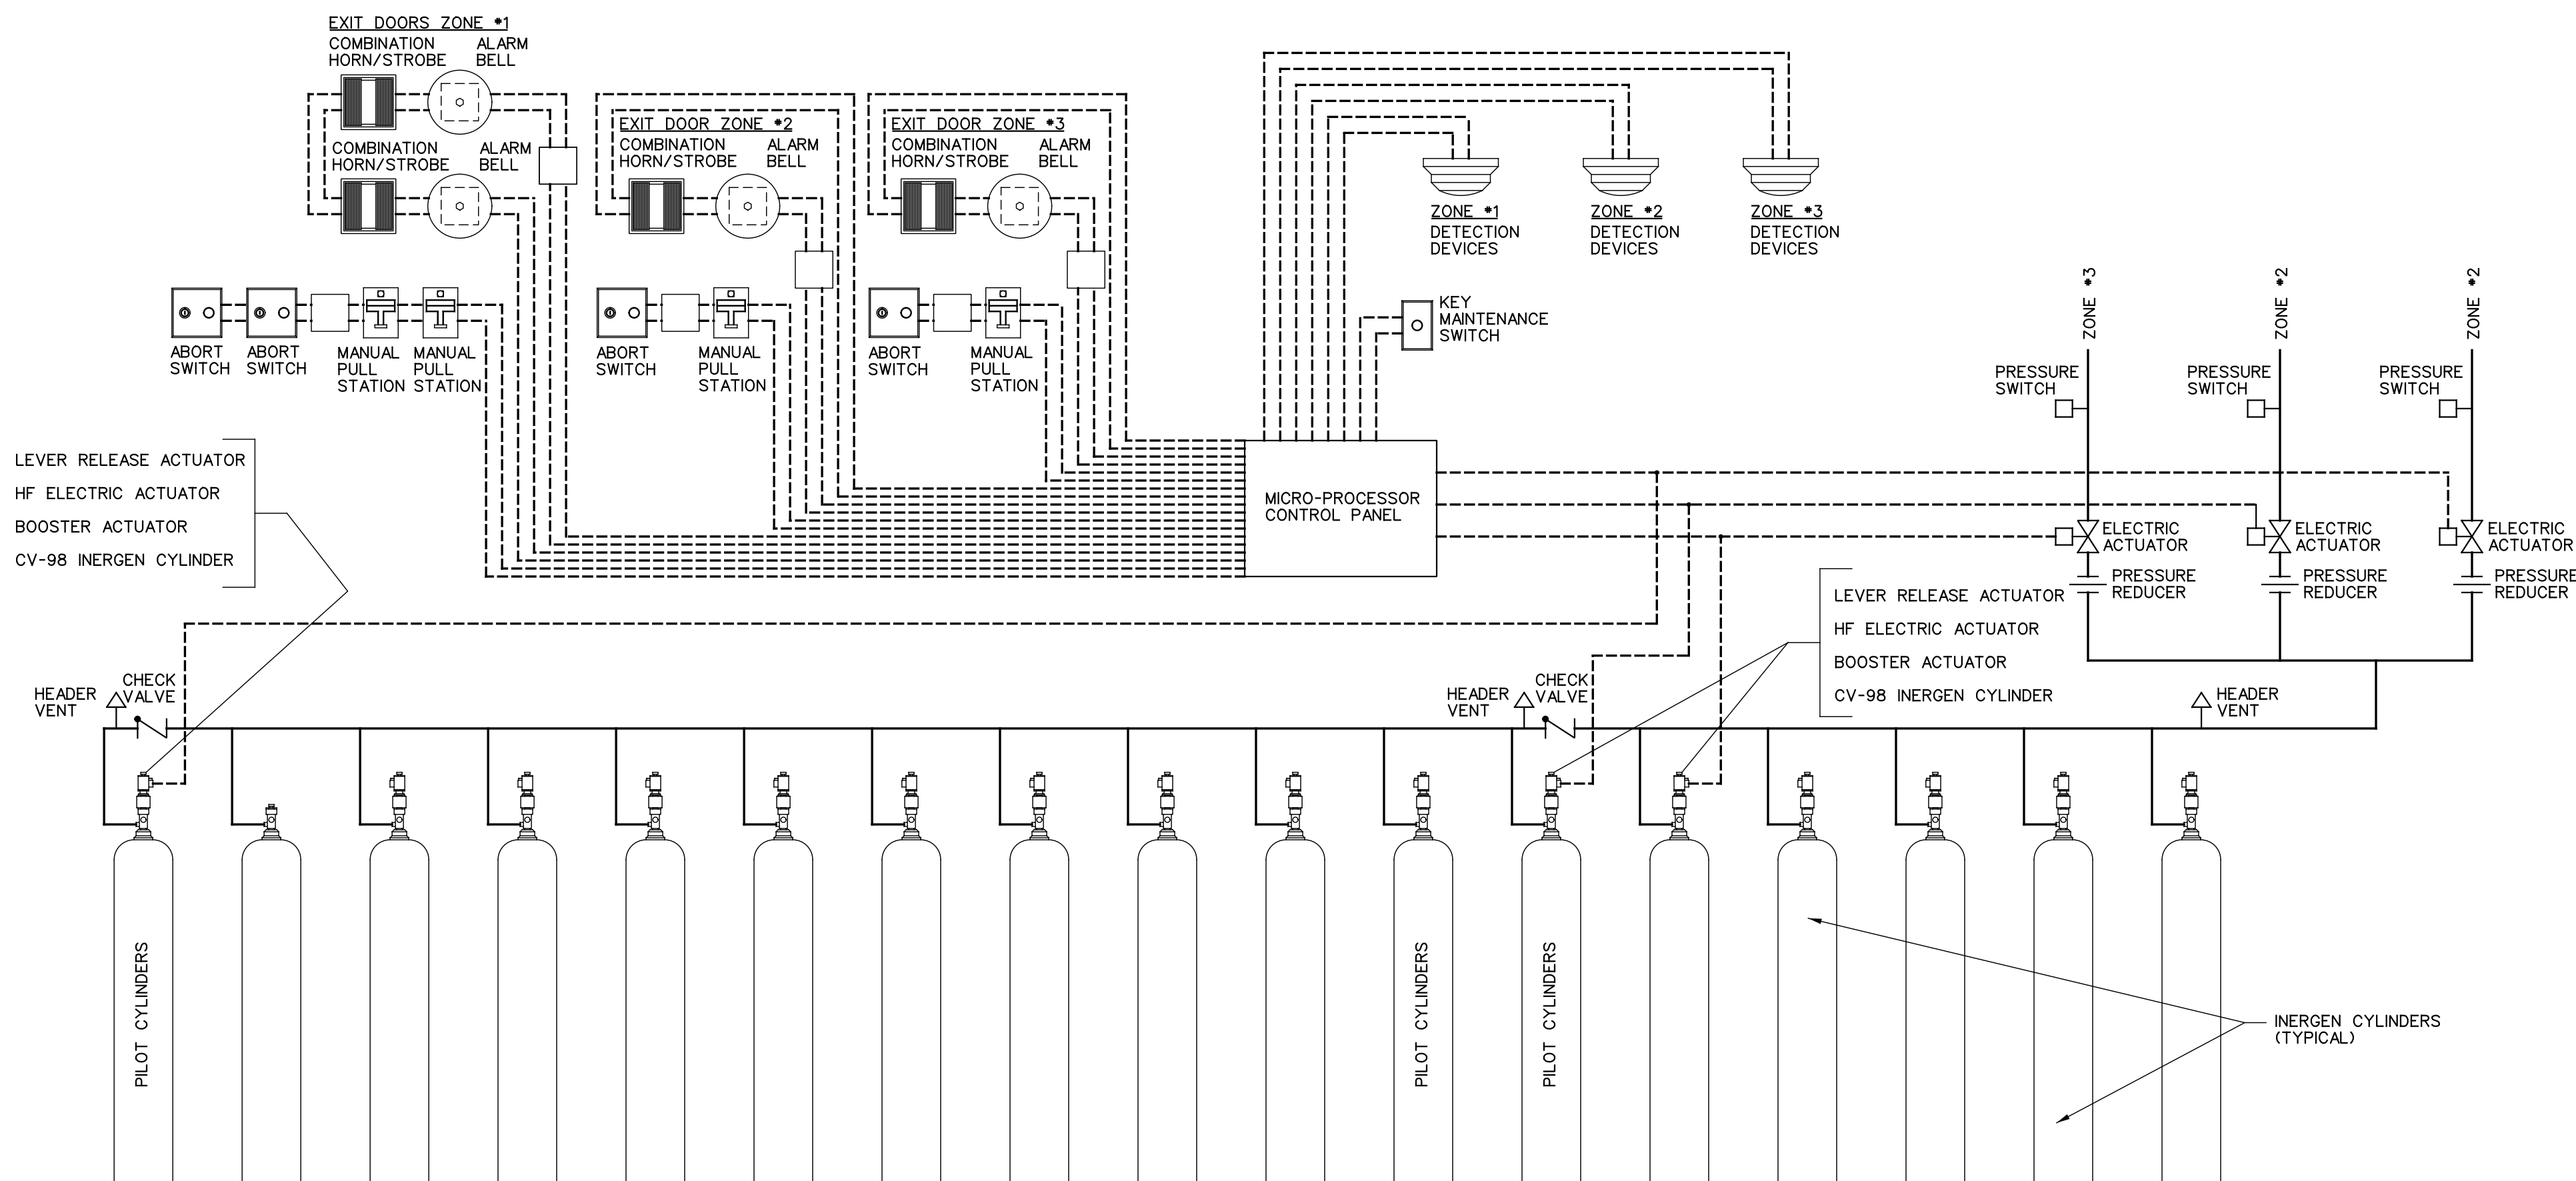 EXIT DOORS ZONE #1
COMBINATION
HORN/STROBE
ALARM
BELL
COMBINATION
HORN/STROBE
ALARM
BELL
EXIT DOOR ZONE #2
COMBINATION
HORN/STROBE
ALARM
BELL
EXIT DOOR ZONE #3
COMBINATION
HORN/STROBE
ALARM
BELL
ZONE #1
DETECTION
DEVICES
ZONE #2
DETECTION
DEVICES
ZONE #3
DETECTION
DEVICES
ABORT
SWITCH
ABORT
SWITCH
MANUAL
PULL
STATION
MANUAL
PULL
STATION
ABORT
SWITCH
MANUAL
PULL
STATION
ABORT
SWITCH
MANUAL
PULL
STATION
KEY
MAINTENANCE
SWITCH
ZONE #3
ZONE #2
ZONE #2
PRESSURE
SWITCH
PRESSURE
SWITCH
PRESSURE
SWITCH
LEVER RELEASE ACTUATOR
HF ELECTRIC ACTUATOR
BOOSTER ACTUATOR
CV-98 INERGEN CYLINDER
MICRO-PROCESSOR
CONTROL PANEL
ELECTRIC
ACTUATOR
ELECTRIC
ACTUATOR
ELECTRIC
ACTUATOR
PRESSURE
REDUCER
PRESSURE
REDUCER
PRESSURE
REDUCER
LEVER RELEASE ACTUATOR
HF ELECTRIC ACTUATOR
BOOSTER ACTUATOR
CV-98 INERGEN CYLINDER
HEADER
VENT
CHECK
VALVE
HEADER
VENT
CHECK
VALVE
HEADER
VENT
PILOT CYLINDERS
PILOT CYLINDERS
PILOT CYLINDERS
INERGEN CYLINDERS
(TYPICAL)